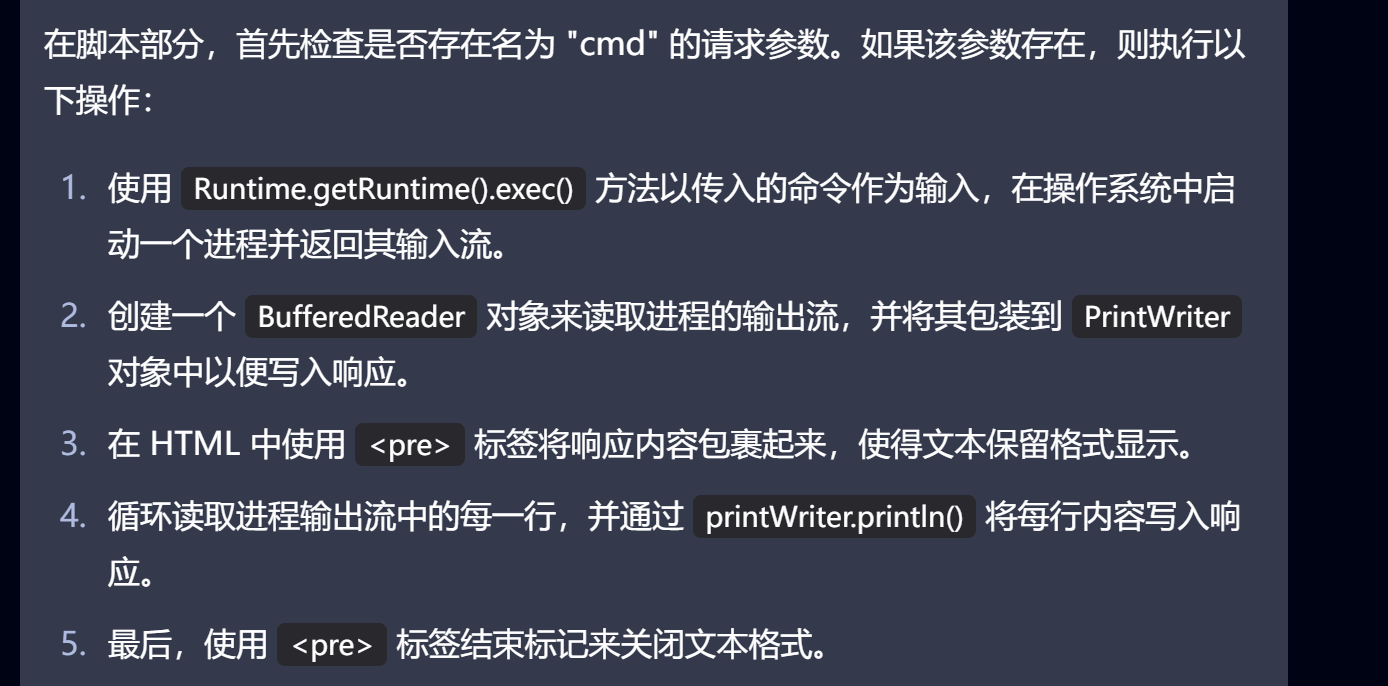 在脚本部分，首先检查是否存在名为 "cmd" 的请求参数。如果该参数存在，则执行以
下操作：
1. 使用 Runtime.getRuntime().exec() 方法以传入的命令作为输入，在操作系统中启
动一个进程并返回其输入流。
2. 创建一个 BufferedReader 对象来读取进程的输出流，并将其包装到 PrintWriter
对象中以便写入响应。
3. 在 HTML 中使用 <pre> 标签将响应内容包裹起来，使得文本保留格式显示。
4. 循环读取进程输出流中的每一行，并通过 printWriter.println() 将每行内容写入响
应。
5. 最后，使用 <pre> 标签结束标记来关闭文本格式。